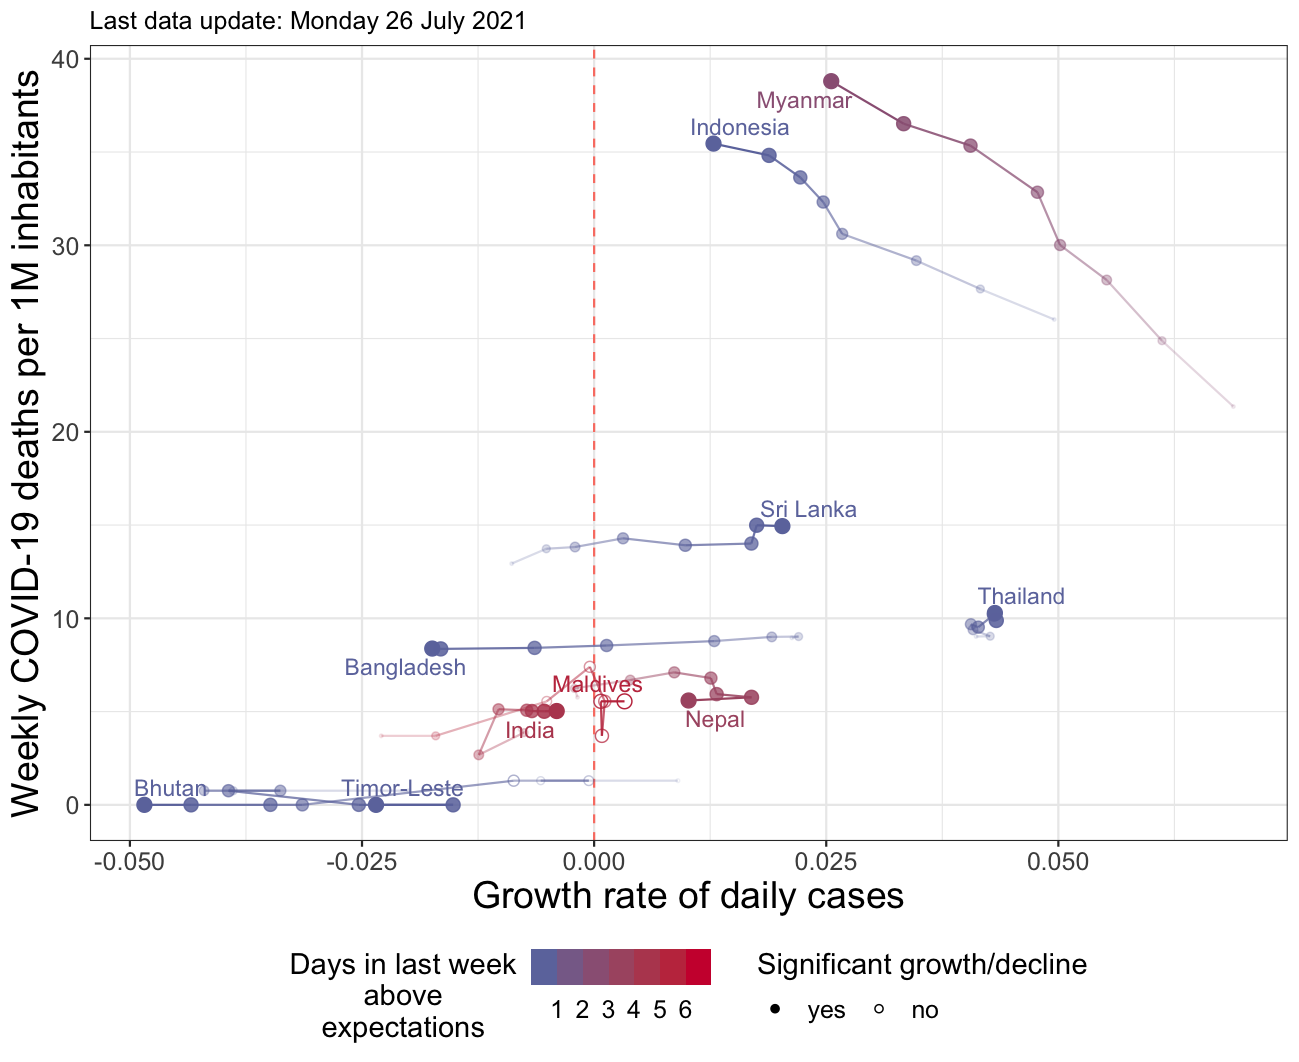 Last data update: Monday 26 July 2021
Weekly COVID-19 deaths per 1M inhabitants
40
30
20
10
0
Myanmar
Indonesia
Sri Lanka
Thailand
Bangladesh
Maldives
India
Nepal
Bhutan
Timor-Leste
-0.050
-0.025
0.000
0.025
0.050
Growth rate of daily cases
Days in last week
above
expectations
1 2 3 4 5 6
Significant growth/decline
yes
no